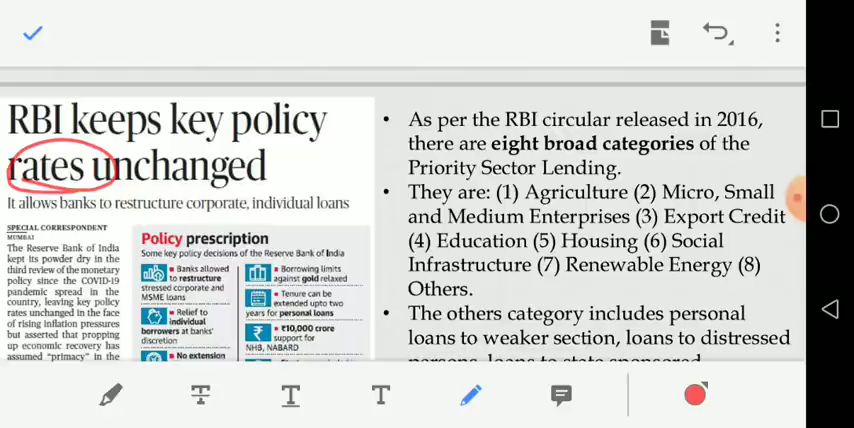 RBI keeps key policy
rates unchanged
It allows banks to restructure corporate, individual loans
SPECIAL CORRESPONDENT
MUMBAI
The Reserve Bank of India
kept its powder dry in the
third review of the monetary
policy since the COVID-19
pandemic spread in the
country, leaving key policy
rates unchanged in the face
of rising inflation pressures
but asserted that propping
up economic recovery has
assumed "primacy" in the
Policy prescription
Some key policy decisions of the Reserve Bank of India
Banks allowed
to restructure
stressed corporate and
MSME loans
Relief to
individual
borrowers at banks'
discretion
No extension
Borrowing limits
against gold relaxed
Tenure can be
extended upto two
years for personal loans
₹10,000 crore
support for
NHB, NABARD
• As per the RBI circular released in 2016,
there are eight broad categories of the
Priority Sector Lending.
• They are: (1) Agriculture (2) Micro, Small
and Medium Enterprises (3) Export Credit
(4) Education (5) Housing (6) Social
Infrastructure (7) Renewable Energy (8)
Others.
• The others category includes personal
loans to weaker section, loans to distressed
persons, loans to state sponsored
T
T
T